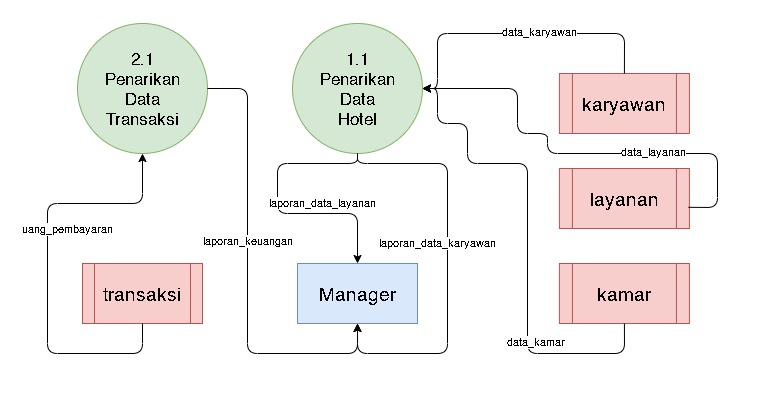 data_karyawan
2.1
Penarikan
Data
Transaksi
1.1
Penarikan
Data
Hotel
karyawan
data_layanan
layanan
laporan_data_layanan
uang_pembayaran
laporan_keuangan
laporan_data_karyawan
transaksi
Manager
kamar
data_kamar